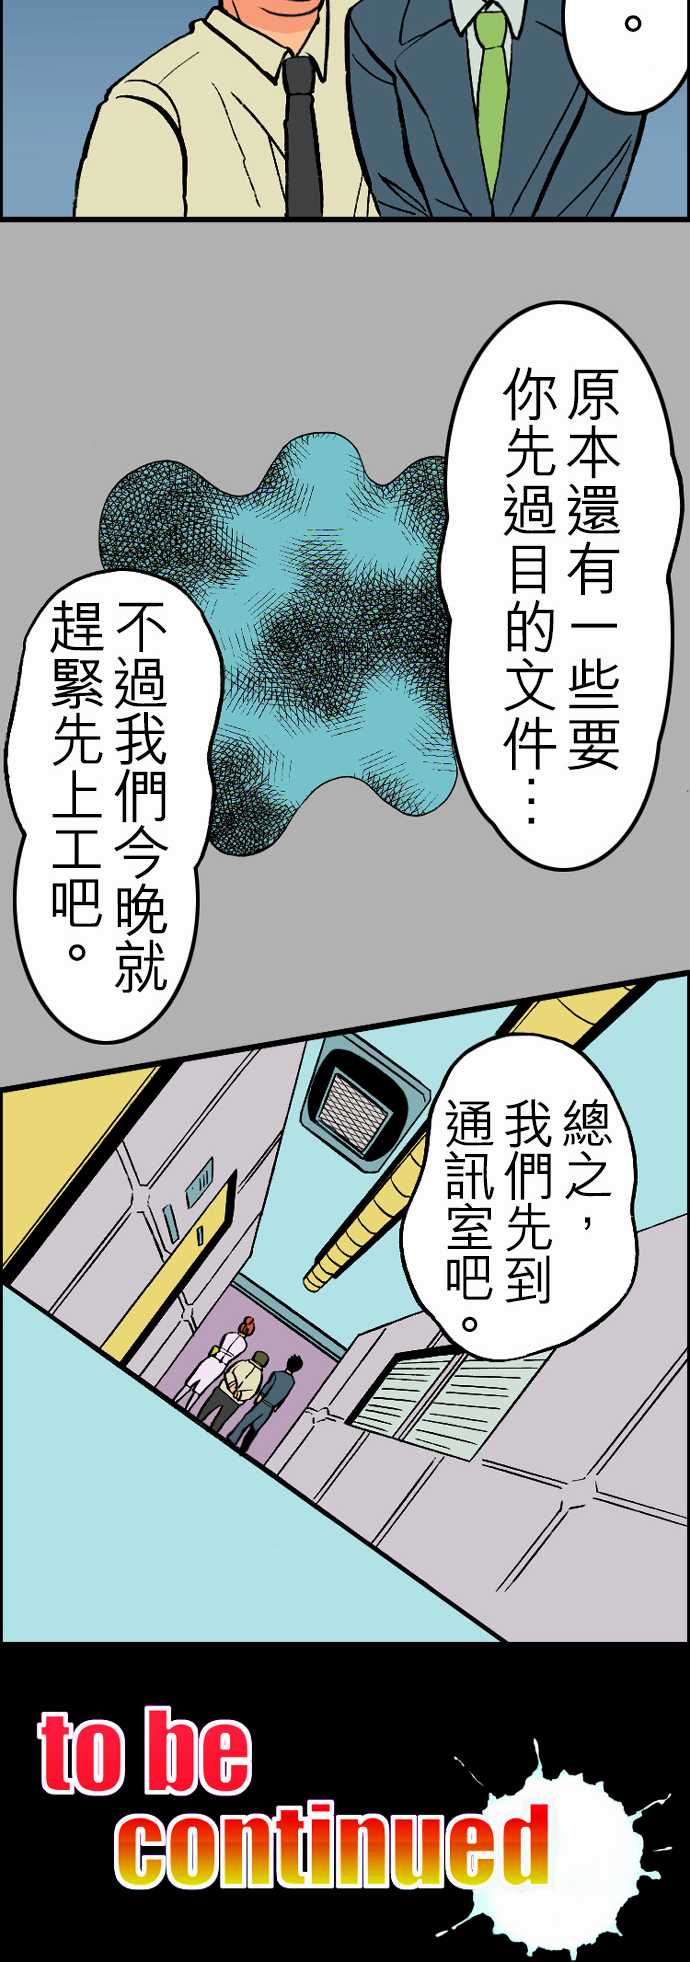 。
原本還有一些要
你先過目的文件…
不過我們今晚就
趕緊先上工吧。
總之，
我們先到
通訊室吧。
to be
continued